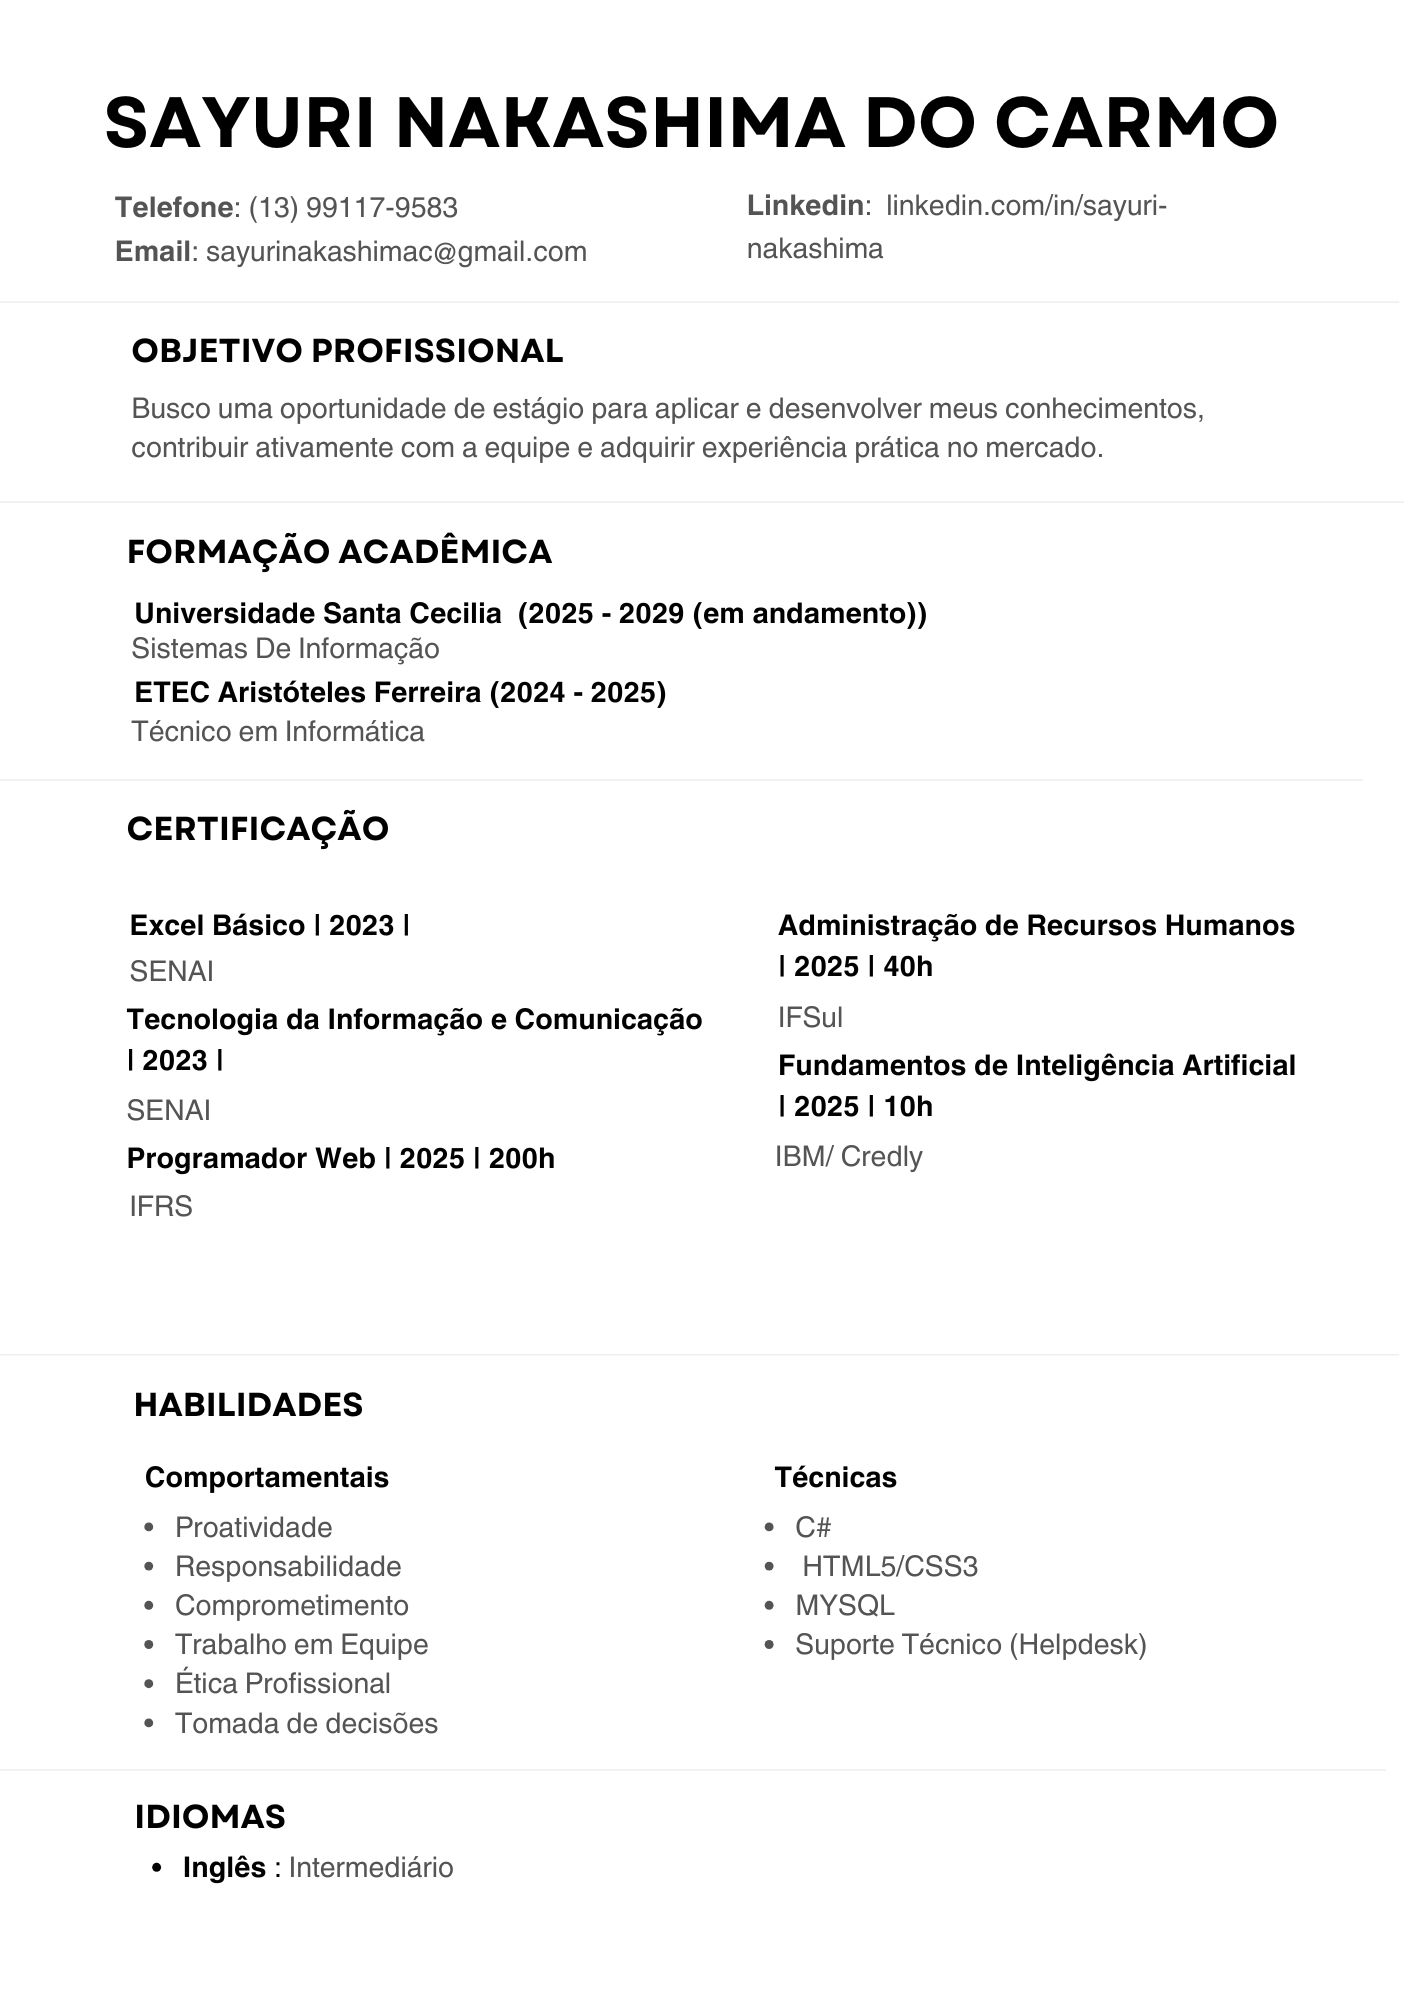 SAYURI NAKASHIMA DO CARMO
Telefone: (13) 99117-9583
Email: sayurinakashimac@gmail.com
Linkedin:  linkedin.com/in/sayuri-
nakashima
OBJETIVO PROFISSIONAL
Busco uma oportunidade de estágio para aplicar e desenvolver meus conhecimentos,
contribuir ativamente com a equipe e adquirir experiência prática no mercado.
FORMAÇÃO ACADÊMICA
Universidade Santa Cecilia  (2025 - 2029 (em andamento))
Sistemas De Informação
ETEC Aristóteles Ferreira (2024 - 2025)
Técnico em Informática
CERTIFICAÇÃO
Excel Básico | 2023 |
SENAI
Tecnologia da Informação e Comunicação
| 2023 |
SENAI
Programador Web | 2025 | 200h
IFRS
Administração de Recursos Humanos
| 2025 | 40h
IFSul
Fundamentos de Inteligência Artificial
| 2025 | 10h
IBM/ Credly
HABILIDADES
Comportamentais
• Proatividade
• Responsabilidade
• Comprometimento
• Trabalho em Equipe
• Ética Profissional
• Tomada de decisões
Técnicas
• C#
• HTML5/CSS3
• MYSQL
• Suporte Técnico (Helpdesk)
IDIOMAS
• Inglês : Intermediário